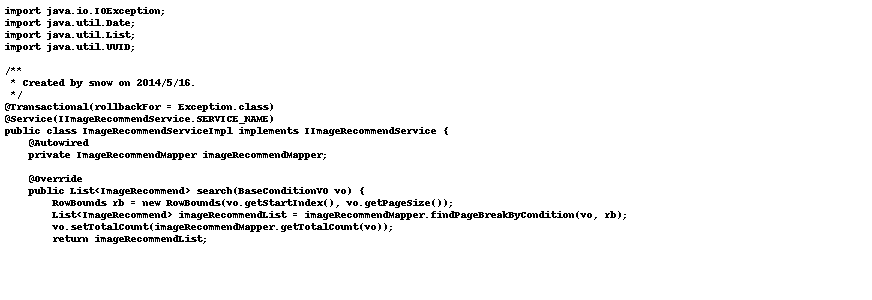 import java.io.IOException;
import java.util.Date;
import java.util.List;
import java.util.UUID;

/**
 * Created by snow on 2014/5/16.
 */
@Transactional(rollbackFor = Exception.class)
@Service(IImageRecommendService.SERVICE_NAME)
public class ImageRecommendServiceImpl implements IImageRecommendService {
    @Autowired
    private ImageRecommendMapper imageRecommendMapper;

    @Override
    public List<ImageRecommend> search(BaseConditionVO vo) {
        RowBounds rb = new RowBounds(vo.getStartIndex(), vo.getPageSize());
        List<ImageRecommend> imageRecommendList = imageRecommendMapper.findPageBreakByCondition(vo, rb);
        vo.setTotalCount(imageRecommendMapper.getTotalCount(vo));
        return imageRecommendList;